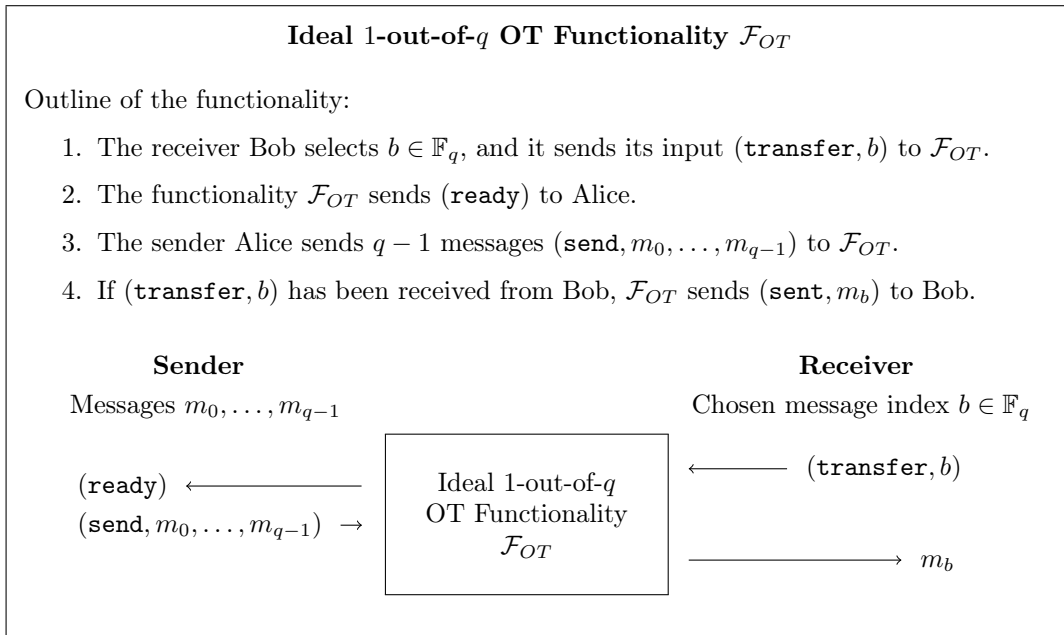 Ideal 1-out-of-q OT Functionality 𝓕_OT
Outline of the functionality:
1. The receiver Bob selects b ∈ 𝔽_q, and it sends its input (transfer, b) to 𝓕_OT.
2. The functionality 𝓕_OT sends (ready) to Alice.
3. The sender Alice sends q − 1 messages (send, m_0, …, m_{q−1}) to 𝓕_OT.
4. If (transfer, b) has been received from Bob, 𝓕_OT sends (sent, m_b) to Bob.
Sender
Receiver
Messages m_0, …, m_{q−1}
Chosen message index b ∈ 𝔽_q
(ready) ←
(send, m_0, …, m_{q−1}) →
Ideal 1-out-of-q
OT Functionality
𝓕_OT
← (transfer, b)
→ m_b